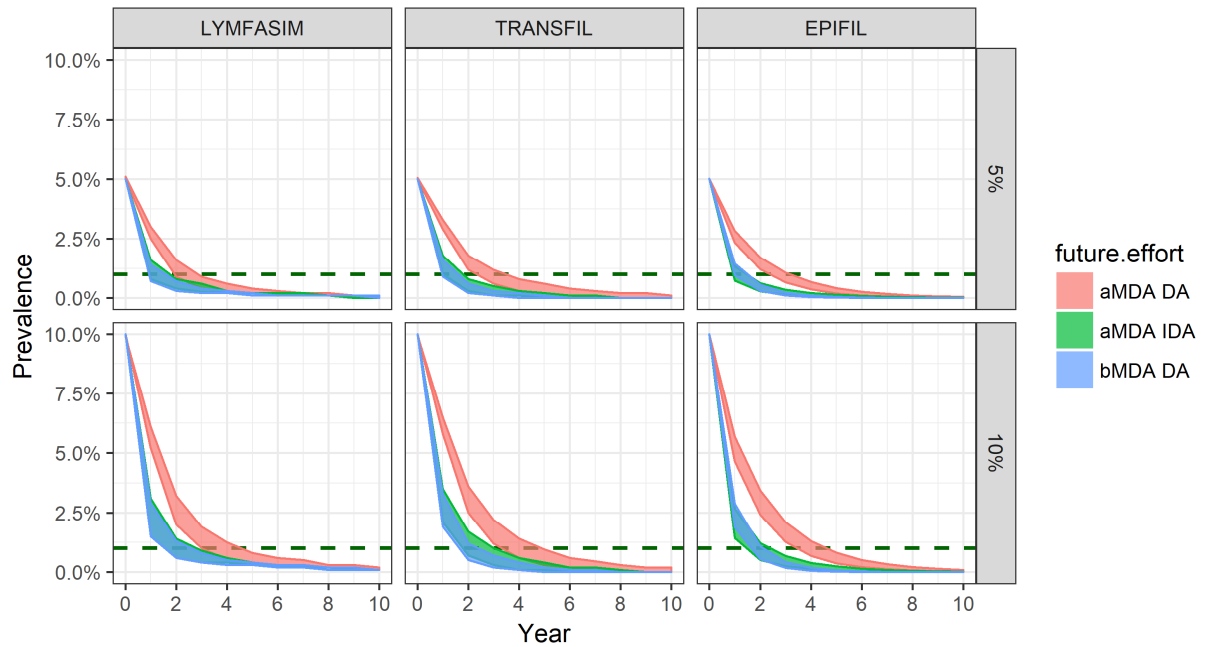 LYMFASIM TRANSFIL EPIFIL
10.0%
7.5%
5.0%
2.5%
0.0%
5%
10.0%
7.5%
5.0%
2.5%
0.0%
10%
Prevalence
0 2 4 6 8 10 0 2 4 6 8 10 0 2 4 6 8 10
Year
future.effort
aMDA DA
aMDA IDA
bMDA DA